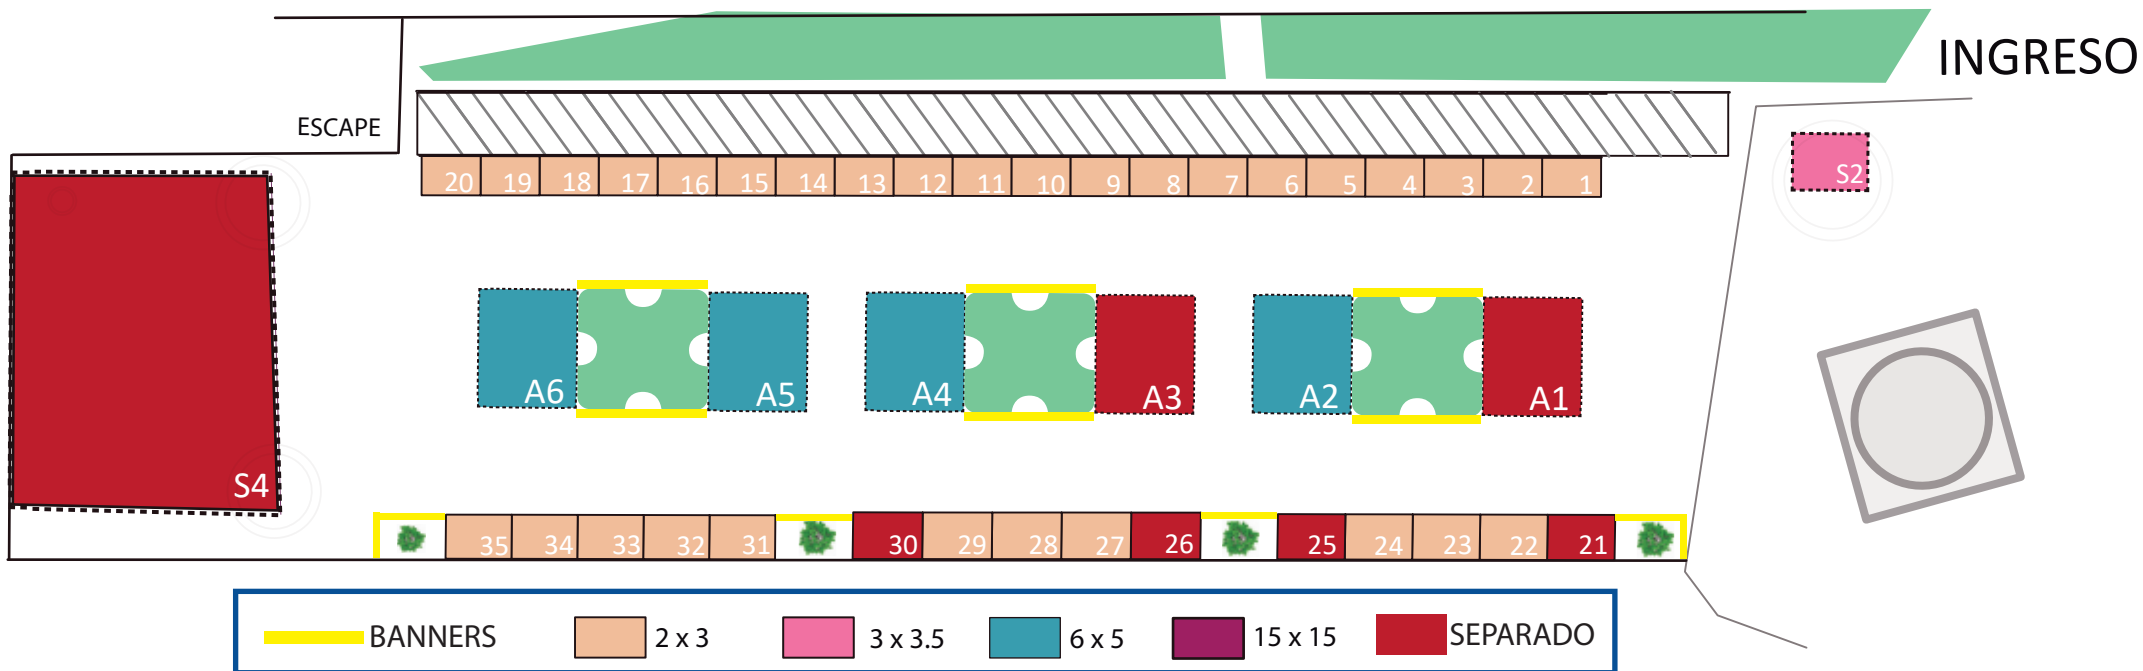 INGRESO
ESCAPE
S2
20 19 18 17 16 15 14 13 12 11 10 9 8 7 6 5 4 3 2 1
A6 A5 A4 A3 A2 A1
S4
35 34 33 32 31 30 29 28 27 26 25 24 23 22 21
BANNERS 2 x 3 3 x 3.5 6 x 5 15 x 15 SEPARADO